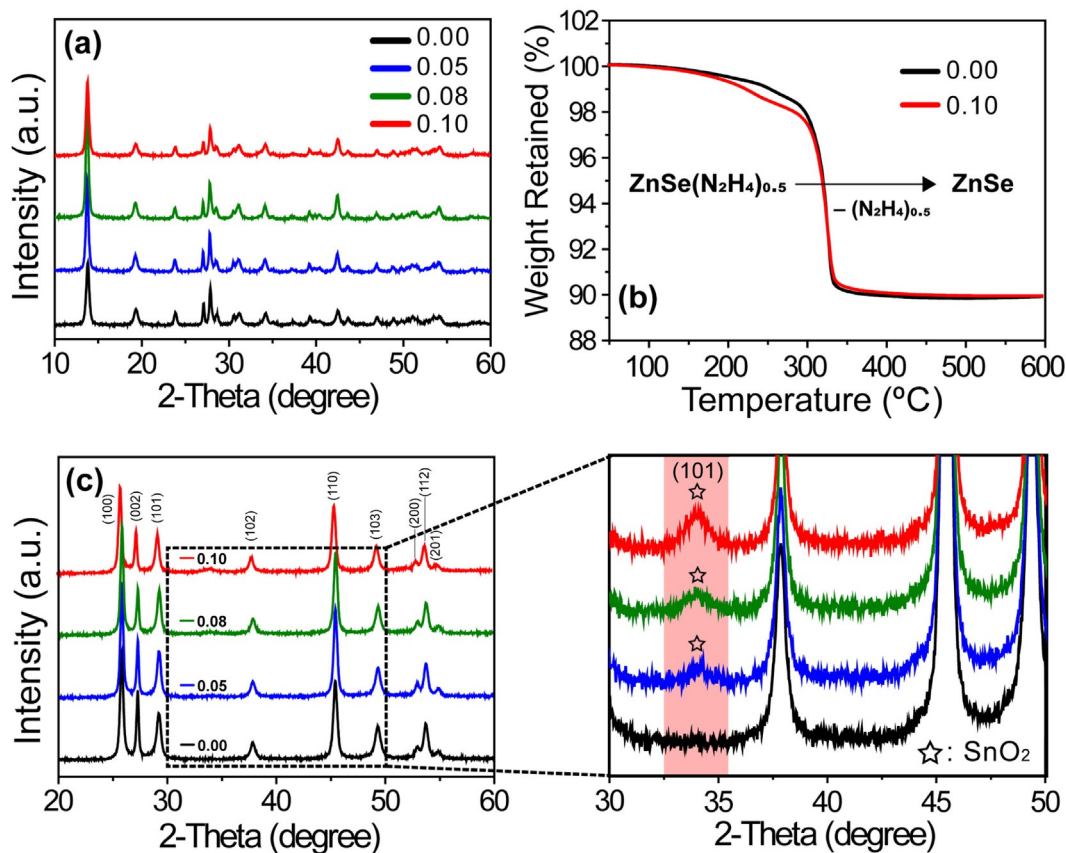 (a)
0.00
0.05
0.08
0.10
Intensity (a.u.)
10 20 30 40 50 60
2-Theta (degree)
Weight Retained (%)
100
98
96
94
92
90
88
0.00
0.10
ZnSe(N₂H₄)₀.₅ ZnSe
− (N₂H₄)₀.₅
(b)
100 200 300 400 500 600
Temperature (ºC)
(c)
Intensity (a.u.)
(100)
(002)
(101)
(102)
(110)
(103)
(200)
(112)
(201)
0.10
0.08
0.05
0.00
20 30 40 50 60
2-Theta (degree)
(101)
☆
☆
☆
☆: SnO₂
30 35 40 45 50
2-Theta (degree)